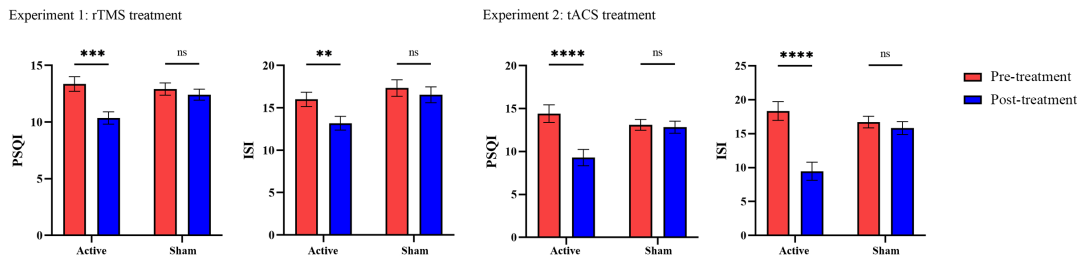 Experiment 1: rTMS treatment
Experiment 2: tACS treatment
PSQI
15
10
5
0
***
ns
Active
Sham
ISI
20
15
10
5
0
**
ns
Active
Sham
PSQI
20
15
10
5
0
****
ns
Active
Sham
ISI
25
20
15
10
5
0
****
ns
Active
Sham
Pre-treatment
Post-treatment